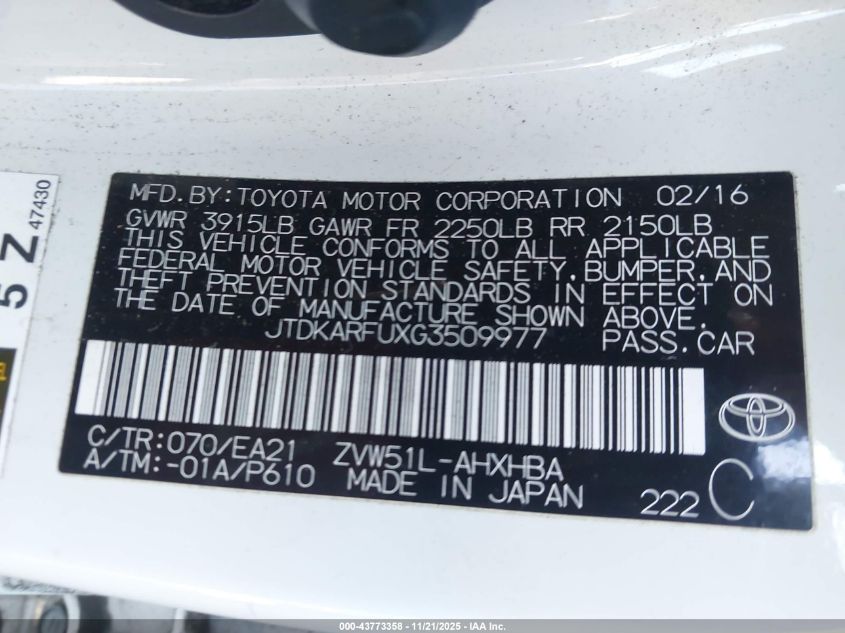 MFD. BY: TOYOTA MOTOR CORPORATION 02/16
GVWR 3915LB GAWR FR 2250LB RR 2150LB
THIS VEHICLE CONFORMS TO ALL APPLICABLE
FEDERAL MOTOR VEHICLE SAFETY, BUMPER, AND
THEFT PREVENTION STANDARDS IN EFFECT ON
THE DATE OF MANUFACTURE SHOWN ABOVE.
JTDKARFUXG3509977 PASS. CAR
C/TR: 070/EA21 ZVW51L-AHXHBA
A/TM: -01A/P610 MADE IN JAPAN
222 C
5 Z
47430
000-43773358 - 11/21/2025 - IAA Inc.